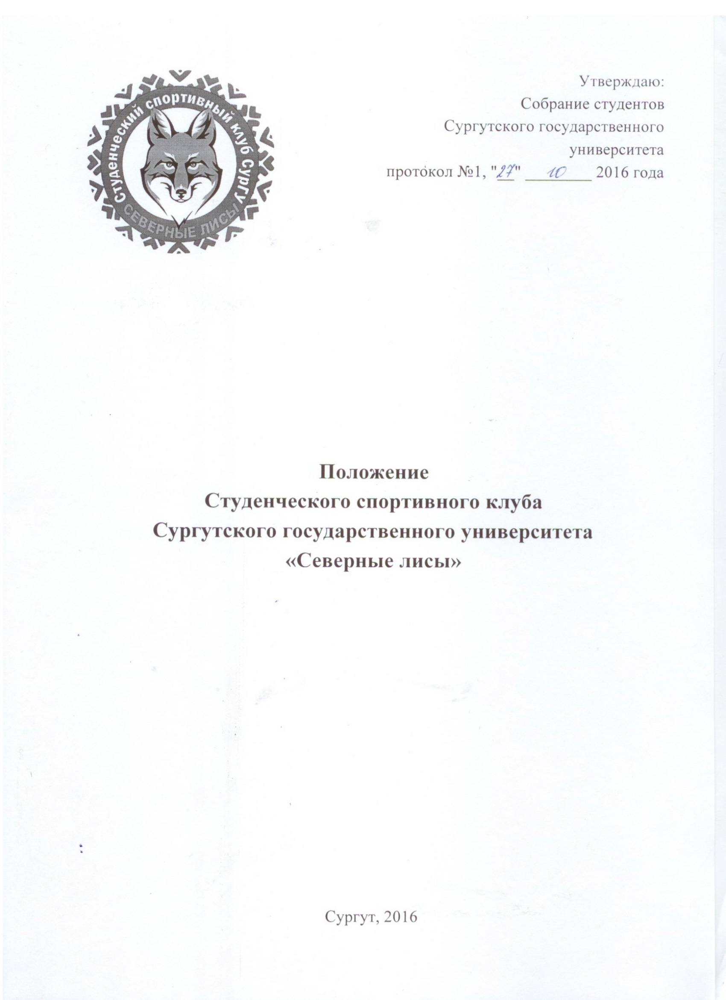 Студенческий спортивный клуб СурГУ
СЕВЕРНЫЕ ЛИСЫ
Утверждаю:
Собрание студентов
Сургутского государственного
университета
протокол №1, "27" 10 2016 года
Положение
Студенческого спортивного клуба
Сургутского государственного университета
«Северные лисы»
Сургут, 2016